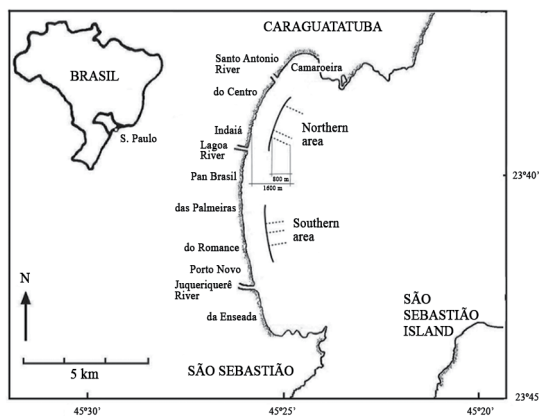 CARAGUATATUBA
BRASIL
S. Paulo
Santo Antonio
River
Camaroeira
do Centro
Northern
area
Indaiá
Lagoa
River
Pan Brasil
800 m
1600 m
23°40'
das Palmeiras
Southern
area
do Romance
Porto Novo
Juqueriquerê
River
da Enseada
N
5 km
SÃO SEBASTIÃO
SÃO
SEBASTIÃO
ISLAND
23°45'
45°30'
45°25'
45°20'